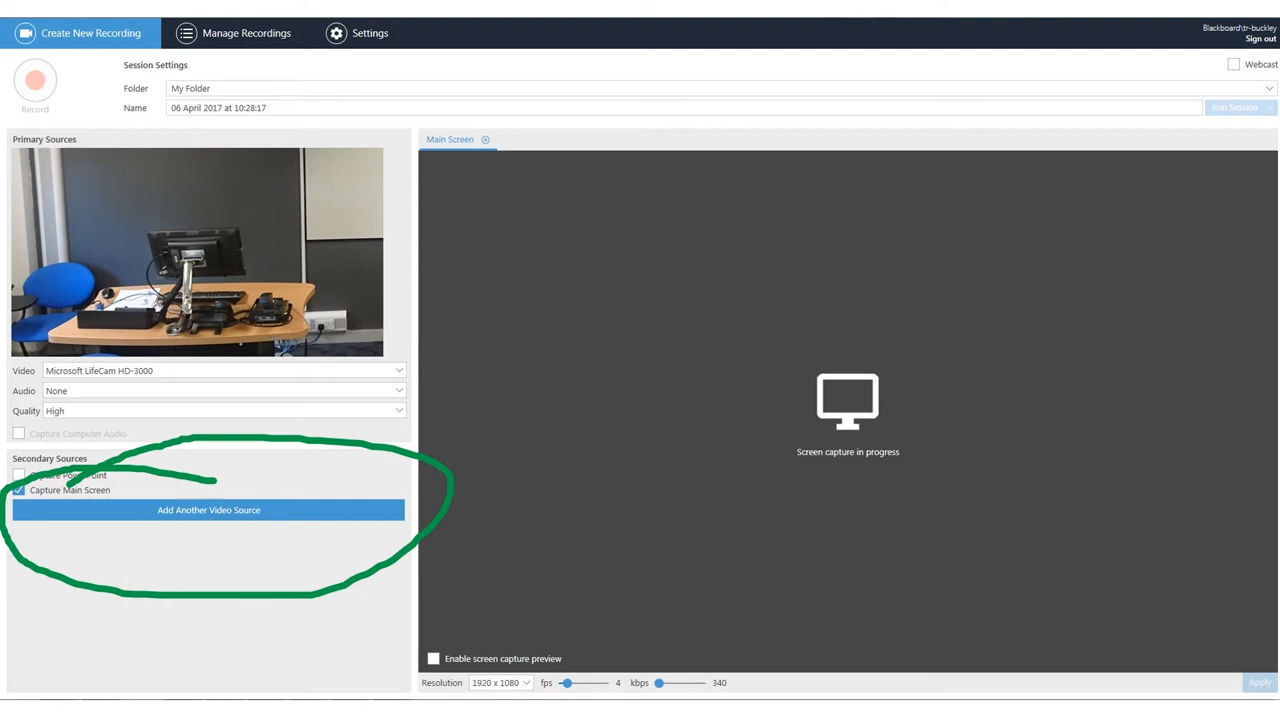 Create New Recording
Manage Recordings
Settings
Blackboard\tr-buckley
Sign out
Session Settings
Webcast
Record
Folder My Folder
Name 06 April 2017 at 10:28:17
Join Session
Primary Sources
Main Screen
Video Microsoft LifeCam HD-3000
Audio None
Quality High
Capture Computer Audio
Secondary Sources
Capture PowerPoint
Capture Main Screen
Add Another Video Source
Screen capture in progress
Enable screen capture preview
Resolution 1920 x 1080 fps 4 kbps 340
Apply